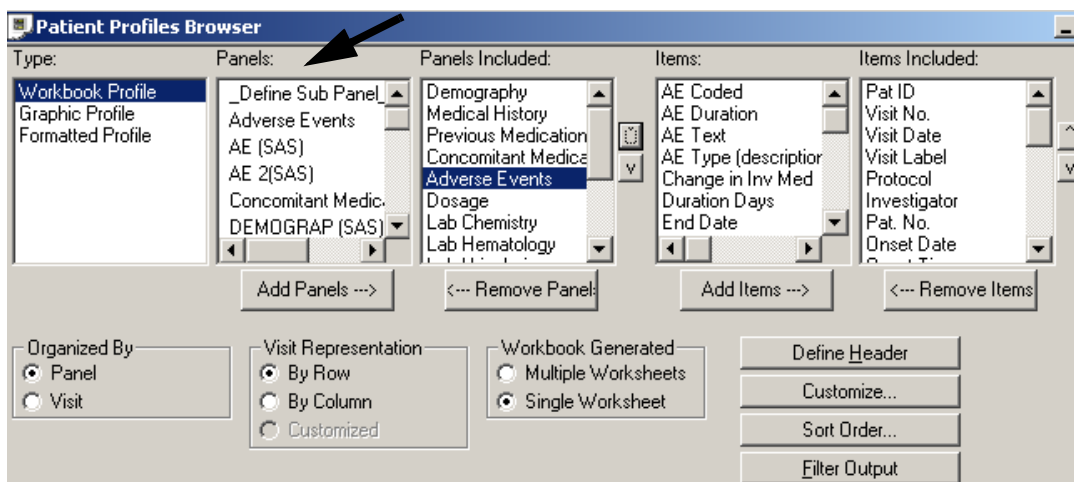 Patient Profiles Browser
Type:
Workbook Profile
Graphic Profile
Formatted Profile
Panels:
_Define Sub Panel_
Adverse Events
AE (SAS)
AE 2(SAS)
Concomitant Medic
DEMOGRAP (SAS)
Add Panels --->
Panels Included:
Demography
Medical History
Previous Medication
Concomitant Medica
Adverse Events
Dosage
Lab Chemistry
Lab Hematology
<--- Remove Panel
Items:
AE Coded
AE Duration
AE Text
AE Type (description
Change in Inv Med
Duration Days
End Date
Add Items --->
Items Included:
Pat ID
Visit No.
Visit Date
Visit Label
Protocol
Investigator
Pat. No.
Onset Date
<--- Remove Items
Organized By
Panel
Visit
Visit Representation
By Row
By Column
Customized
Workbook Generated
Multiple Worksheets
Single Worksheet
Define Header
Customize...
Sort Order...
Filter Output